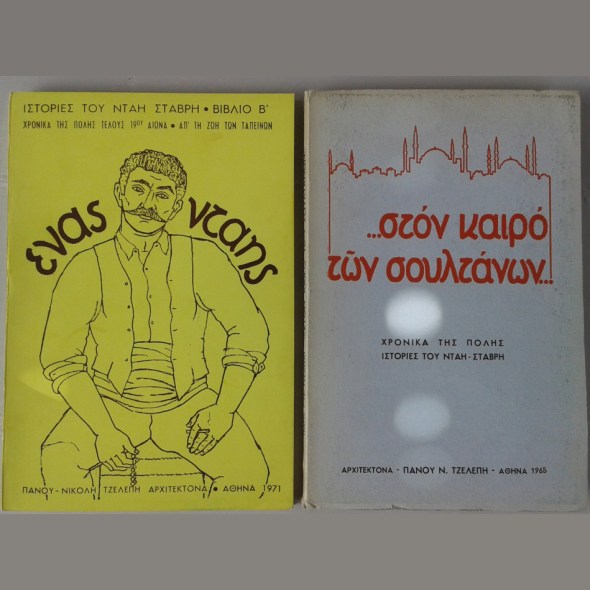 ΙΣΤΟΡΙΕΣ ΤΟΥ ΝΤΑΗ ΣΤΑΒΡΗ • ΒΙΒΛΙΟ Β'
ΧΡΟΝΙΚΑ ΤΗΣ ΠΟΛΗΣ ΤΕΛΟΥΣ 19ΟΥ ΑΙΩΝΑ • ΑΠ' ΤΗ ΖΩΗ ΤΩΝ ΤΑΠΕΙΝΩΝ
ενας νταης
ΠΑΝΟΥ - ΝΙΚΟΛΗ ΤΖΕΛΕΠΗ ΑΡΧΙΤΕΚΤΟΝΑ • ΑΘΗΝΑ 1971
...στόν καιρό
τῶν σουλτάνων...
ΧΡΟΝΙΚΑ ΤΗΣ ΠΟΛΗΣ
ΙΣΤΟΡΙΕΣ ΤΟΥ ΝΤΑΗ - ΣΤΑΒΡΗ
ΑΡΧΙΤΕΚΤΟΝΑ - ΠΑΝΟΥ Ν. ΤΖΕΛΕΠΗ - ΑΘΗΝΑ 1965